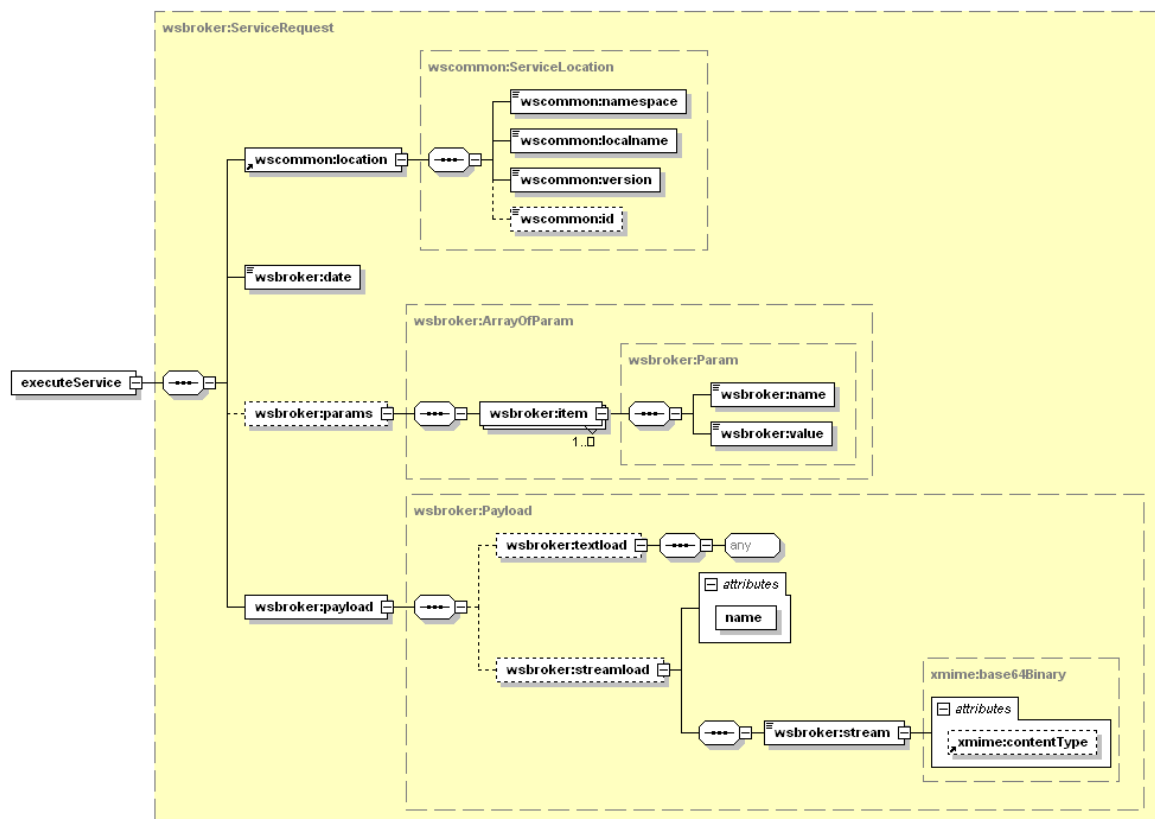 wsbroker:ServiceRequest
wscommon:ServiceLocation
wscommon:namespace
wscommon:localname
wscommon:location
wscommon:version
wscommon:id
wsbroker:date
wsbroker:ArrayOfParam
wsbroker:Param
executeService
wsbroker:name
wsbroker:params
wsbroker:item
wsbroker:value
1..
wsbroker:Payload
wsbroker:textload
any
attributes
wsbroker:payload
name
wsbroker:streamload
xmime:base64Binary
attributes
wsbroker:stream
xmime:contentType